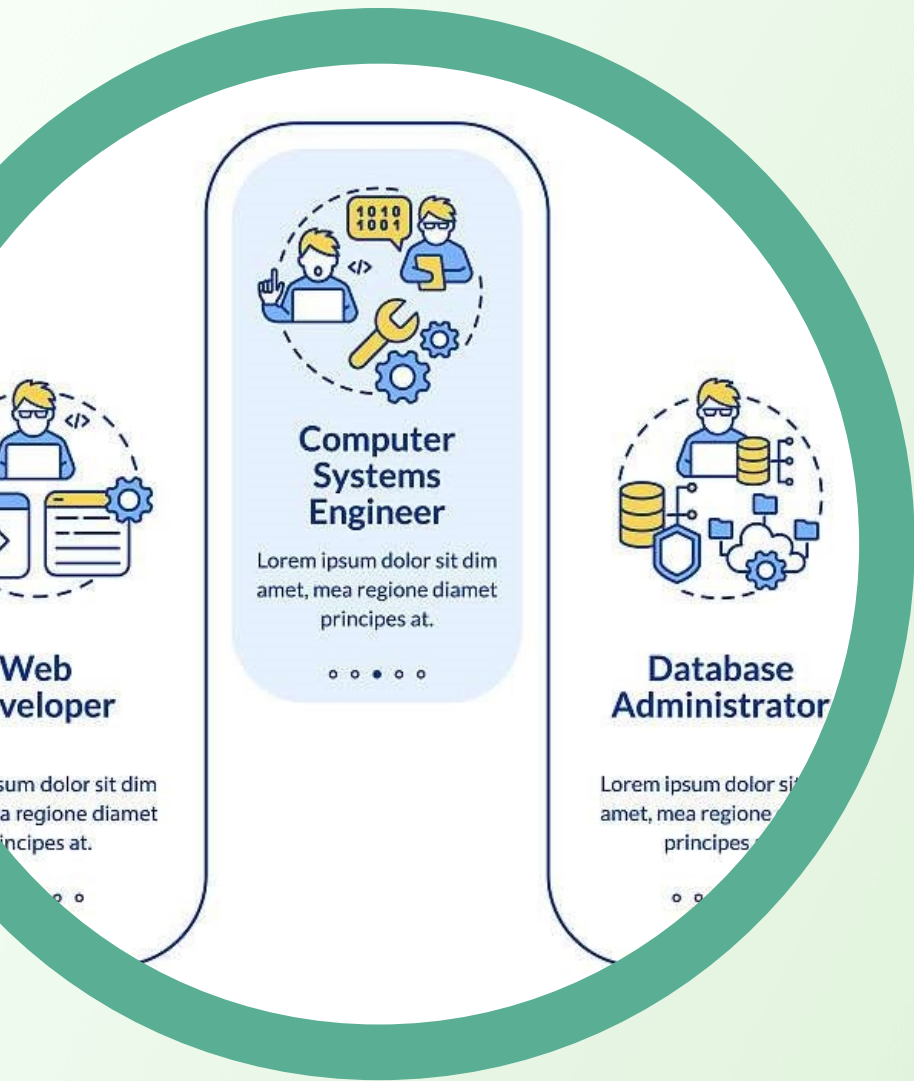 1010
1001
</>
Computer
Systems
Engineer
Lorem ipsum dolor sit dim
amet, mea regione diamet
principes at.
</>
Web
veloper
sum dolor sit dim
a regione diamet
incipes at.
Database
Administrator
Lorem ipsum dolor sit
amet, mea regione
principes